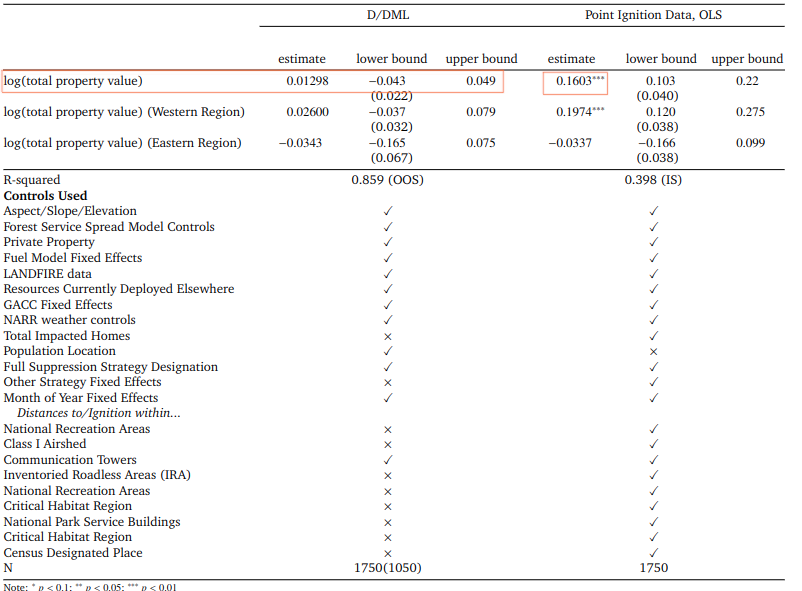 D/DML Point Ignition Data, OLS
estimate lower bound upper bound estimate lower bound upper bound
log(total property value) 0.01298 −0.043 0.049 0.1603*** 0.103 0.22
(0.022) (0.040)
log(total property value) (Western Region) 0.02600 −0.037 0.079 0.1974*** 0.120 0.275
(0.032) (0.038)
log(total property value) (Eastern Region) −0.0343 −0.165 0.075 −0.0337 −0.166 0.099
(0.067) (0.038)
R-squared 0.859 (OOS) 0.398 (IS)
Controls Used
Aspect/Slope/Elevation ✓ ✓
Forest Service Spread Model Controls ✓ ✓
Private Property ✓ ✓
Fuel Model Fixed Effects ✓ ✓
LANDFIRE data ✓ ✓
Resources Currently Deployed Elsewhere ✓ ✓
GACC Fixed Effects ✓ ✓
NARR weather controls ✓ ✓
Total Impacted Homes × ✓
Population Location ✓ ×
Full Suppression Strategy Designation ✓ ✓
Other Strategy Fixed Effects × ✓
Month of Year Fixed Effects ✓ ✓
Distances to/Ignition within...
National Recreation Areas × ✓
Class I Airshed × ✓
Communication Towers ✓ ✓
Inventoried Roadless Areas (IRA) × ✓
National Recreation Areas × ✓
Critical Habitat Region × ✓
National Park Service Buildings × ✓
Critical Habitat Region × ✓
Census Designated Place × ✓
N 1750(1050) 1750
Note: * p < 0.1; ** p < 0.05; *** p < 0.01